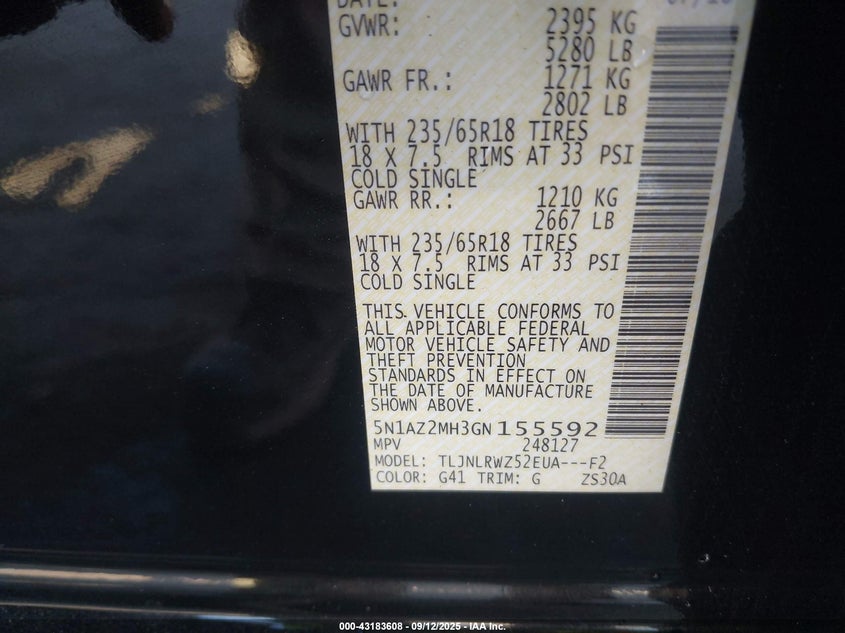 DATE:
GVWR: 2395 KG
5280 LB
GAWR FR.: 1271 KG
2802 LB
WITH 235/65R18 TIRES
18 X 7.5 RIMS AT 33 PSI
COLD SINGLE
GAWR RR.: 1210 KG
2667 LB
WITH 235/65R18 TIRES
18 X 7.5 RIMS AT 33 PSI
COLD SINGLE
THIS VEHICLE CONFORMS TO
ALL APPLICABLE FEDERAL
MOTOR VEHICLE SAFETY AND
THEFT PREVENTION
STANDARDS IN EFFECT ON
THE DATE OF MANUFACTURE
SHOWN ABOVE.
5N1AZ2MH3GN155592
MPV 248127
MODEL: TLJNLRWZ52EUA---F2
COLOR: G41 TRIM: G ZS30A
000-43183608 - 09/12/2025 - IAA Inc.